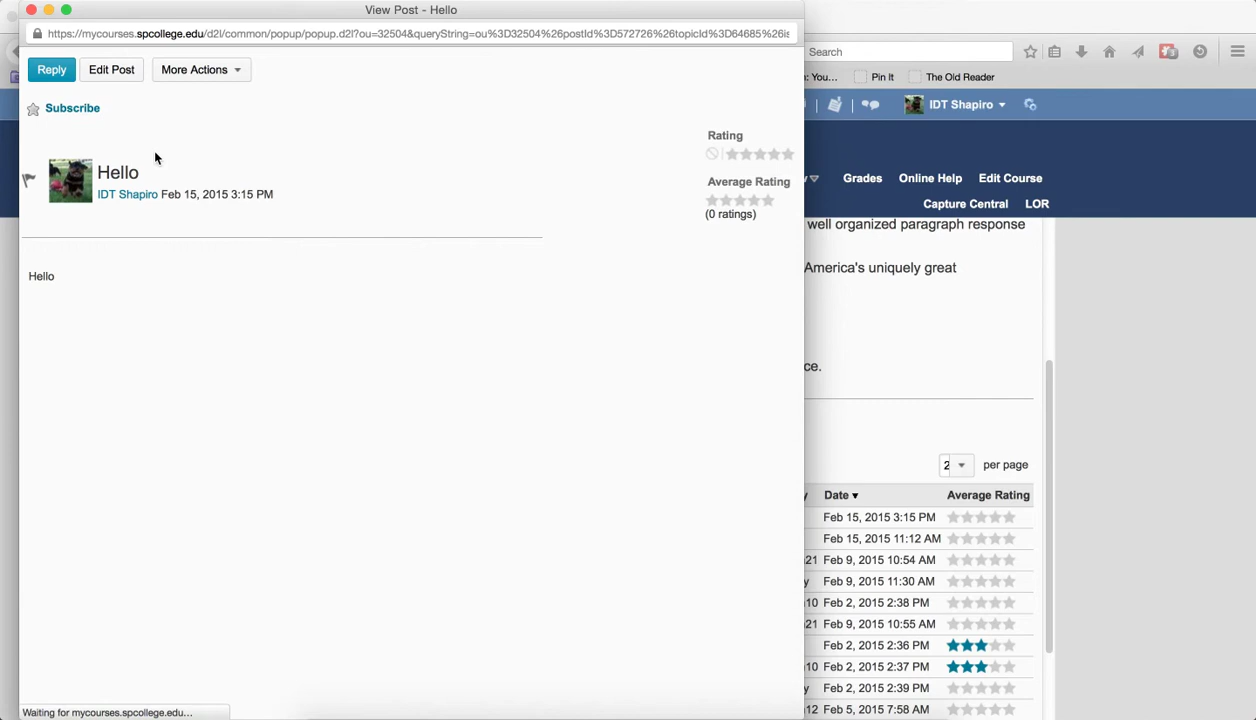 View Post - Hello
https://mycourses.spcollege.edu/d2l/common/popup/popup.d2l?ou=32504&queryString=ou%3D32504%26postId%3D572726%26topicId%3D64685%26is
Search
Reply
Edit Post
More Actions
: You...
Pin It
The Old Reader
Subscribe
IDT Shapiro
Rating
Hello
Average Rating
IDT Shapiro Feb 15, 2015 3:15 PM
(0 ratings)
Grades
Online Help
Edit Course
Capture Central
LOR
well organized paragraph response
Hello
America's uniquely great
ce.
2
per page
y
Date
Average Rating
Feb 15, 2015 3:15 PM
Feb 15, 2015 11:12 AM
21 Feb 9, 2015 10:54 AM
y Feb 9, 2015 11:30 AM
10 Feb 2, 2015 2:38 PM
21 Feb 9, 2015 10:55 AM
Feb 2, 2015 2:36 PM
10 Feb 2, 2015 2:37 PM
y Feb 2, 2015 2:39 PM
12 Feb 5, 2015 7:58 AM
Waiting for mycourses.spcollege.edu...